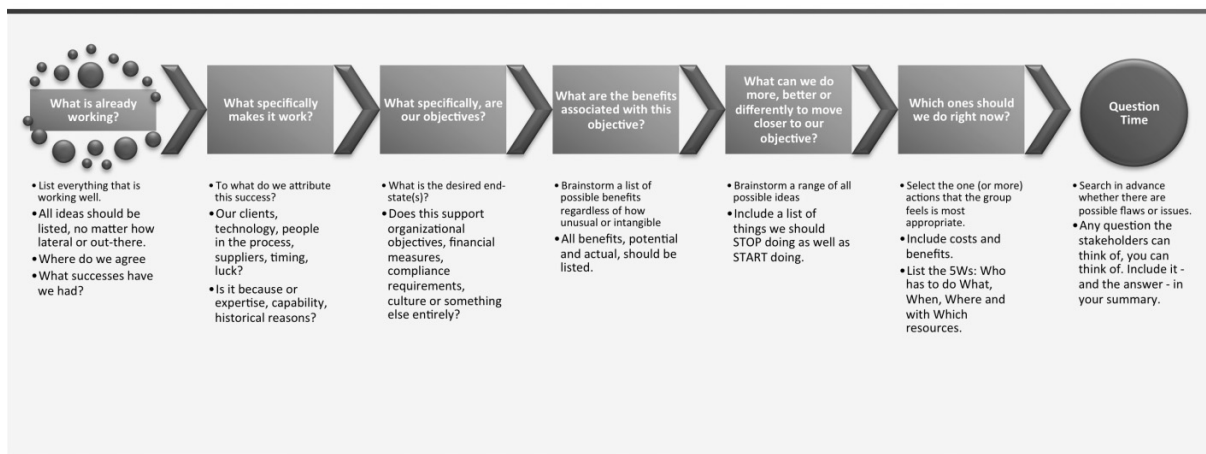 What is already
working?
• List everything that is
working well.
• All ideas should be
listed, no matter how
lateral or out-there.
• Where do we agree
• What successes have
we had?
What specifically
makes it work?
• To what do we attribute
this success?
• Our clients,
technology, people
in the process,
suppliers, timing,
luck?
• Is it because or
expertise, capability,
historical reasons?
What specifically, are
our objectives?
• What is the desired end-
state(s)?
• Does this support
organizational
objectives, financial
measures,
compliance
requirements,
culture or something
else entirely?
What are the benefits
associated with this
objective?
• Brainstorm a list of
possible benefits
regardless of how
unusual or intangible
• All benefits, potential
and actual, should be
listed.
What can we do
more, better or
differently to move
closer to our
objective?
• Brainstorm a range of all
possible ideas
• Include a list of
things we should
STOP doing as well as
START doing.
Which ones should
we do right now?
• Select the one (or more)
actions that the group
feels is most
appropriate.
• Include costs and
benefits.
• List the 5Ws: Who
has to do What,
When, Where and
with Which
resources.
Question
Time
• Search in advance
whether there are
possible flaws or issues.
• Any question the
stakeholders can
think of, you can
think of. Include it -
and the answer - in
your summary.